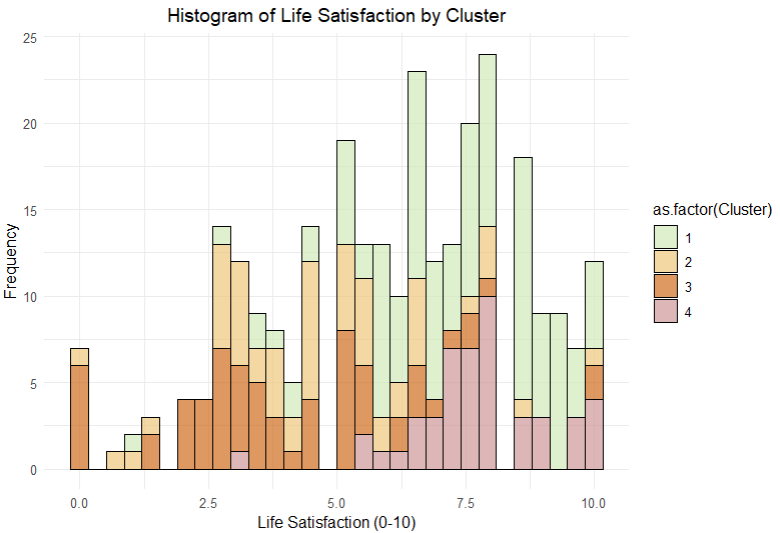 Histogram of Life Satisfaction by Cluster
25
20
15
10
5
0
Frequency
0.0 2.5 5.0 7.5 10.0
Life Satisfaction (0-10)
as.factor(Cluster)
1
2
3
4